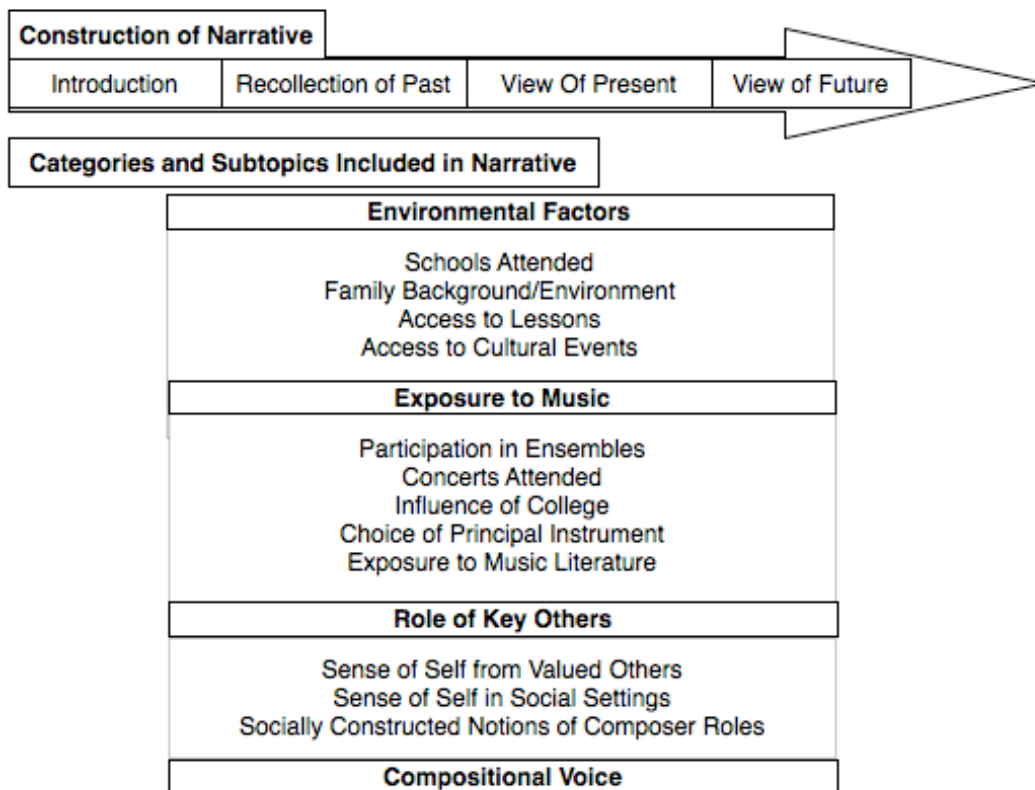 Construction of Narrative
Introduction Recollection of Past View Of Present View of Future
Categories and Subtopics Included in Narrative
Environmental Factors
Schools Attended
Family Background/Environment
Access to Lessons
Access to Cultural Events
Exposure to Music
Participation in Ensembles
Concerts Attended
Influence of College
Choice of Principal Instrument
Exposure to Music Literature
Role of Key Others
Sense of Self from Valued Others
Sense of Self in Social Settings
Socially Constructed Notions of Composer Roles
Compositional Voice